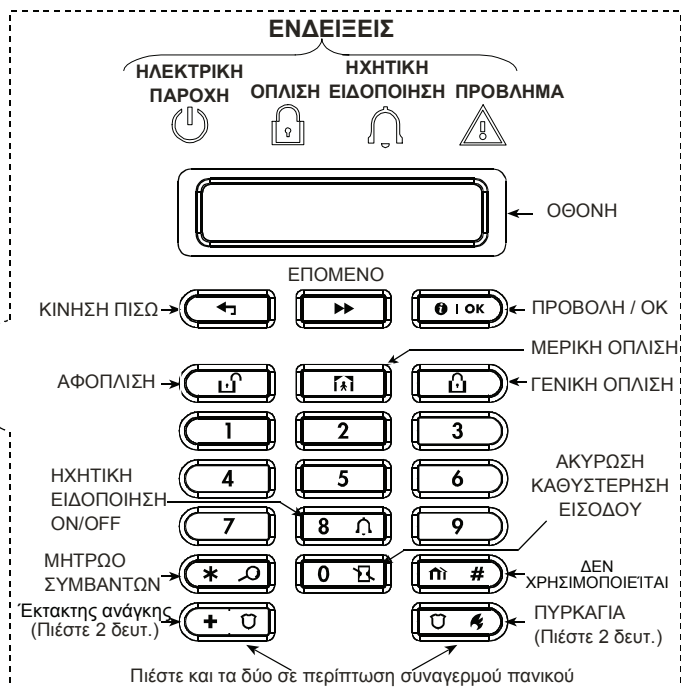 ΕΝΔΕΙΞΕΙΣ
ΗΛΕΚΤΡΙΚΗ
ΠΑΡΟΧΗ
ΟΠΛΙΣΗ
ΗΧΗΤΙΚΗ
ΕΙΔΟΠΟΙΗΣΗ
ΠΡΟΒΛΗΜΑ
ΟΘΟΝΗ
ΕΠΟΜΕΝΟ
ΚΙΝΗΣΗ ΠΙΣΩ
OK
ΠΡΟΒΟΛΗ / ΟΚ
ΜΕΡΙΚΗ ΟΠΛΙΣΗ
ΑΦΟΠΛΙΣΗ
ΓΕΝΙΚΗ ΟΠΛΙΣΗ
1 2 3
4 5 6
ΗΧΗΤΙΚΗ
ΕΙΔΟΠΟΙΗΣΗ
ON/OFF
ΑΚΥΡΩΣΗ
ΚΑΘΥΣΤΕΡΗΣΗ
ΕΙΣΟΔΟΥ
7 8 9
ΜΗΤΡΩΟ
ΣΥΜΒΑΝΤΩΝ
* 0 #
ΔΕΝ
ΧΡΗΣΙΜΟΠΟΙΕΊΤΑΙ
Έκτακτης ανάγκης
(Πιέστε 2 δευτ.)
+
ΠΥΡΚΑΓΙΑ
(Πιέστε 2 δευτ.)
Πιέστε και τα δύο σε περίπτωση συναγερμού πανικού